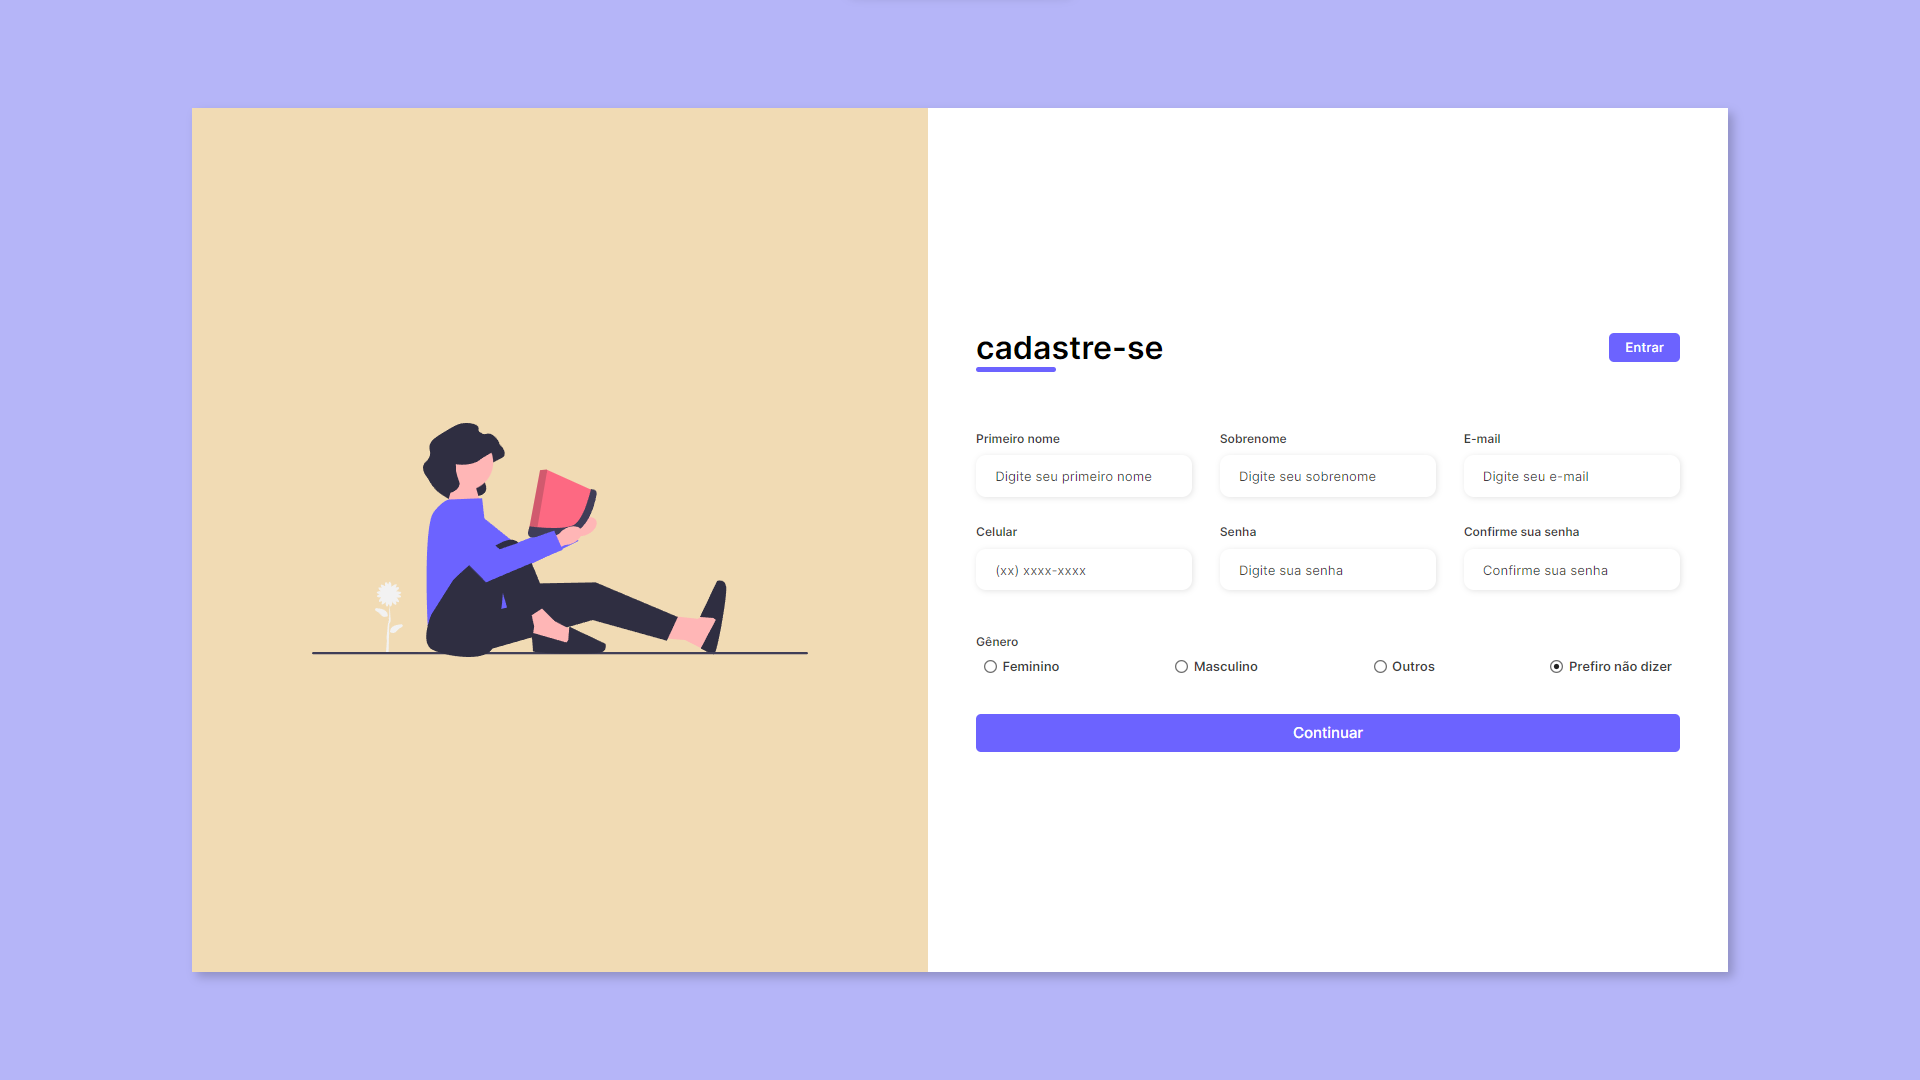 cadastre-se
Entrar
Primeiro nome
Sobrenome
E-mail
Digite seu primeiro nome
Digite seu sobrenome
Digite seu e-mail
Celular
Senha
Confirme sua senha
(xx) xxxx-xxxx
Digite sua senha
Confirme sua senha
Gênero
Feminino
Masculino
Outros
Prefiro não dizer
Continuar